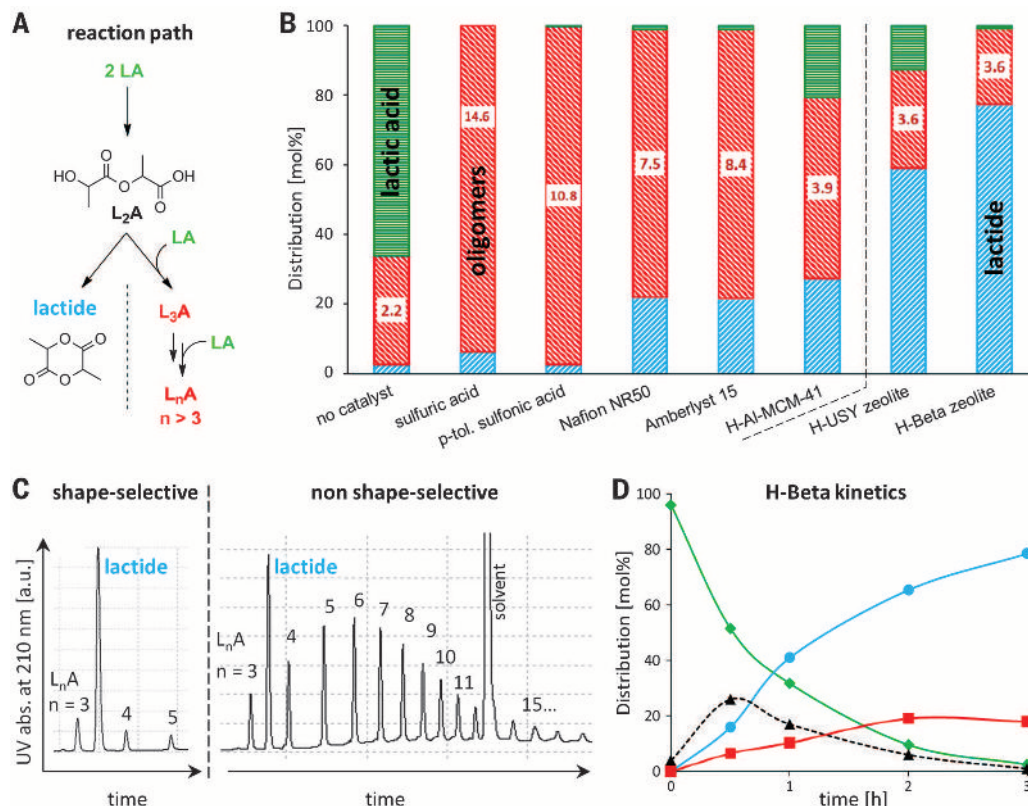 A
reaction path
2 LA
HO
O
O
OH
O
L2A
LA
lactide
L3A
LA
LnA
n > 3
O
O
O
O
B
Distribution [mol%]
100
80
60
40
20
0
lactic acid
oligomers
lactide
2.2
14.6
10.8
7.5
8.4
3.9
3.6
3.6
no catalyst
sulfuric acid
p-tol. sulfonic acid
Nafion NR50
Amberlyst 15
H-Al-MCM-41
H-USY zeolite
H-Beta zeolite
C
shape-selective
non shape-selective
UV abs. at 210 nm [a.u.]
lactide
LnA
n = 3
4
5
time
lactide
LnA
n = 3
4
5
6
7
8
9
10
11
solvent
15...
time
D
H-Beta kinetics
Distribution [mol%]
100
80
60
40
20
0
0
1
2
3
time [h]